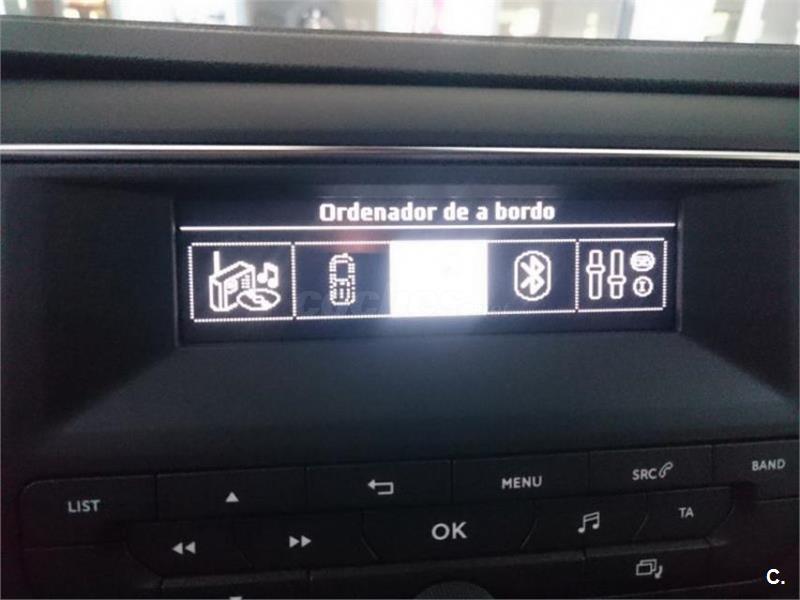 Ordenador de a bordo
LIST
MENU
SRC
BAND
OK
TA
C.